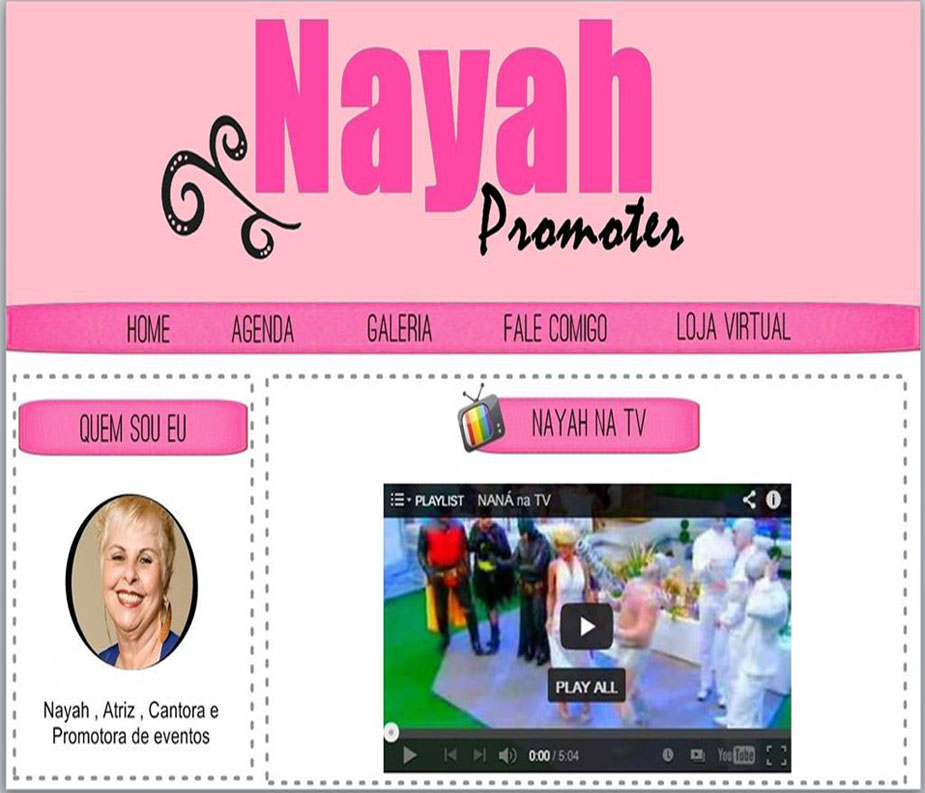 Nayah
Promoter
HOME AGENDA GALERIA FALE COMIGO LOJA VIRTUAL
QUEM SOU EU
Nayah , Atriz , Cantora e
Promotora de eventos
NAYAH NA TV
PLAYLIST NANÁ na TV
PLAY ALL
0:00 / 5:04 YouTube